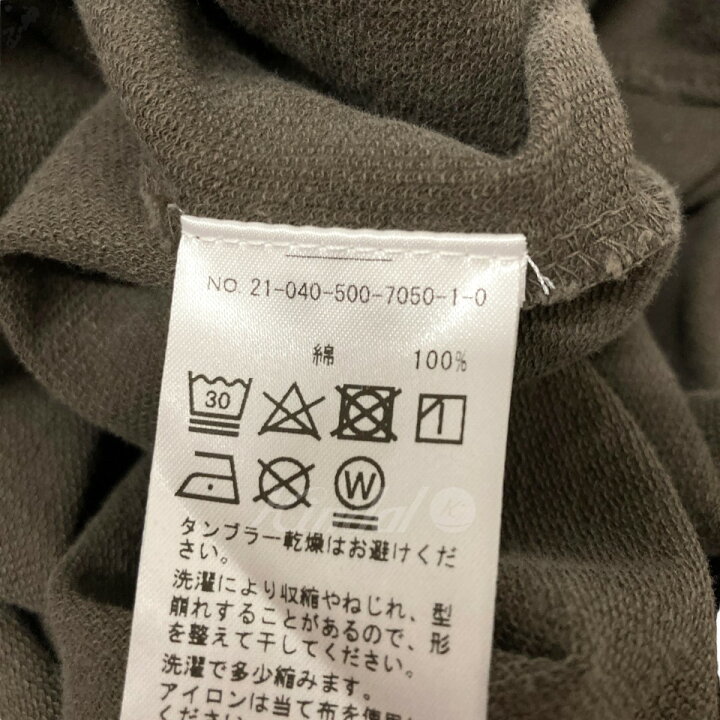 NO. 21-040-500-7050-1-0
綿 100%
30
W
タンブラー乾燥はお避けくだ
さい。
洗濯により収縮やねじれ、型
崩れすることがあるので、形
を整えて干してください。
洗濯で多少縮みます。
アイロンは当て布を使用
ください